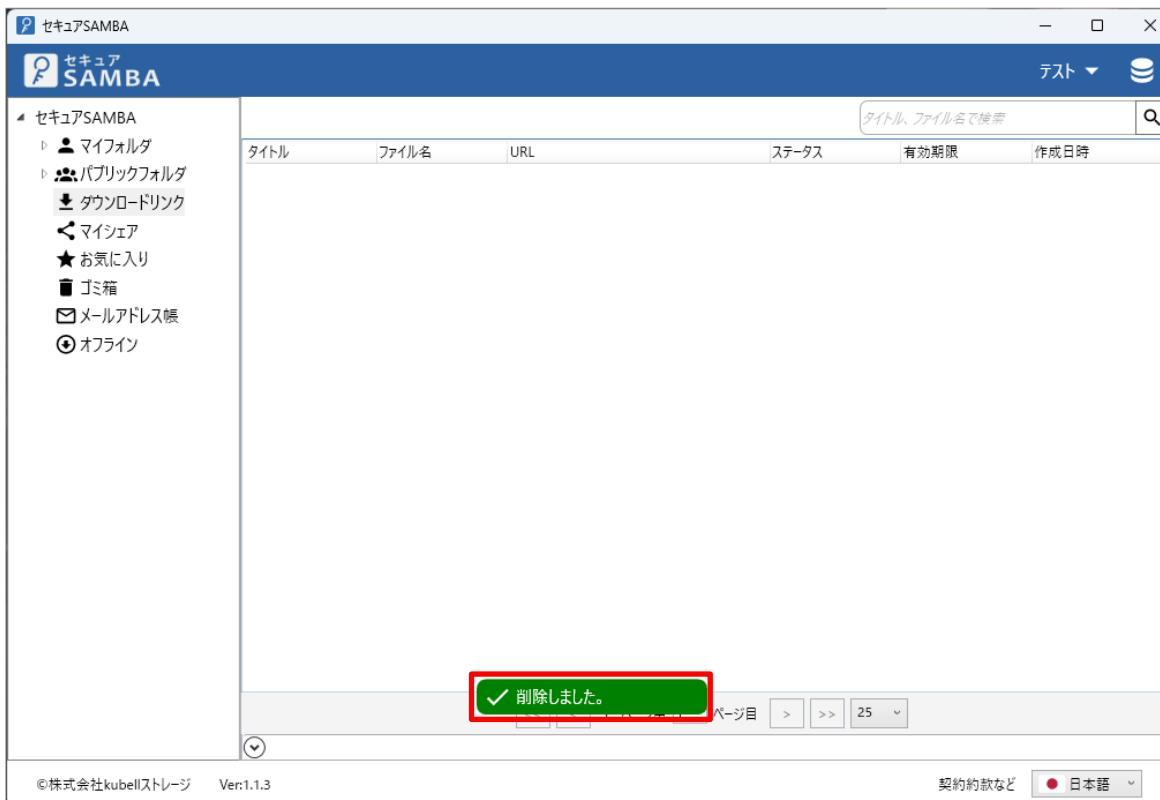 セキュアSAMBA
セキュア
SAMBA
テスト
セキュアSAMBA
マイフォルダ
パブリックフォルダ
ダウンロードリンク
マイシェア
お気に入り
ゴミ箱
メールアドレス帳
オフライン
タイトル、ファイル名で検索
タイトル ファイル名 URL ステータス 有効期限 作成日時
削除しました。
ページ目 > >> 25
©株式会社kubellストレージ Ver:1.1.3 契約約款など 日本語